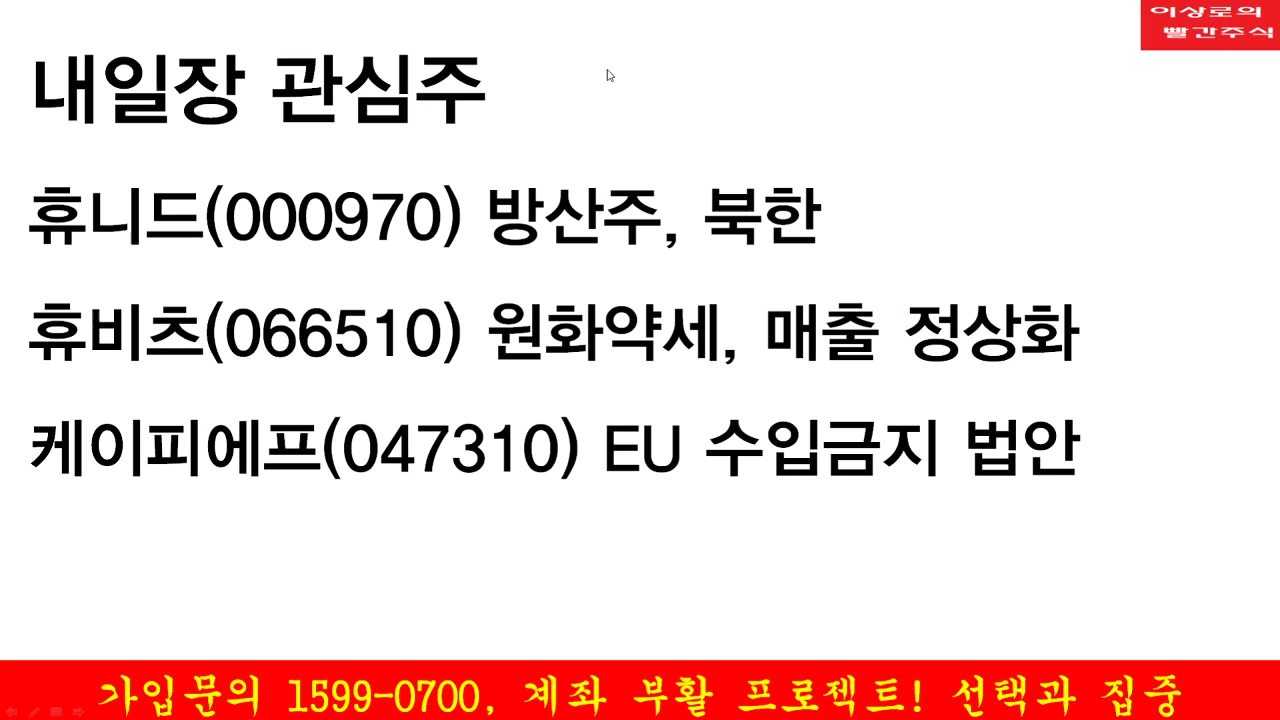 이상로의
빨간주식
내일장 관심주
휴니드(000970) 방산주, 북한
휴비츠(066510) 원화약세, 매출 정상화
케이피에프(047310) EU 수입금지 법안
가입문의 1599-0700, 계좌 부활 프로젝트! 선택과 집중